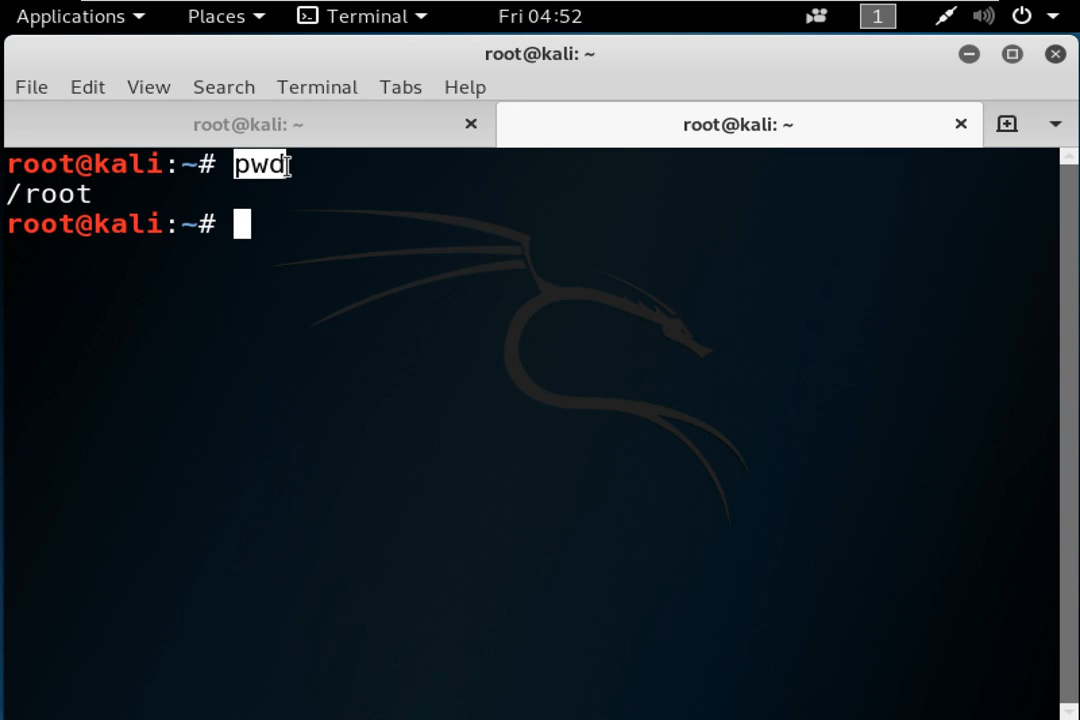 Applications Places Terminal Fri 04:52 1
root@kali: ~
File Edit View Search Terminal Tabs Help
root@kali: ~ root@kali: ~
root@kali:~# pwd
/root
root@kali:~#